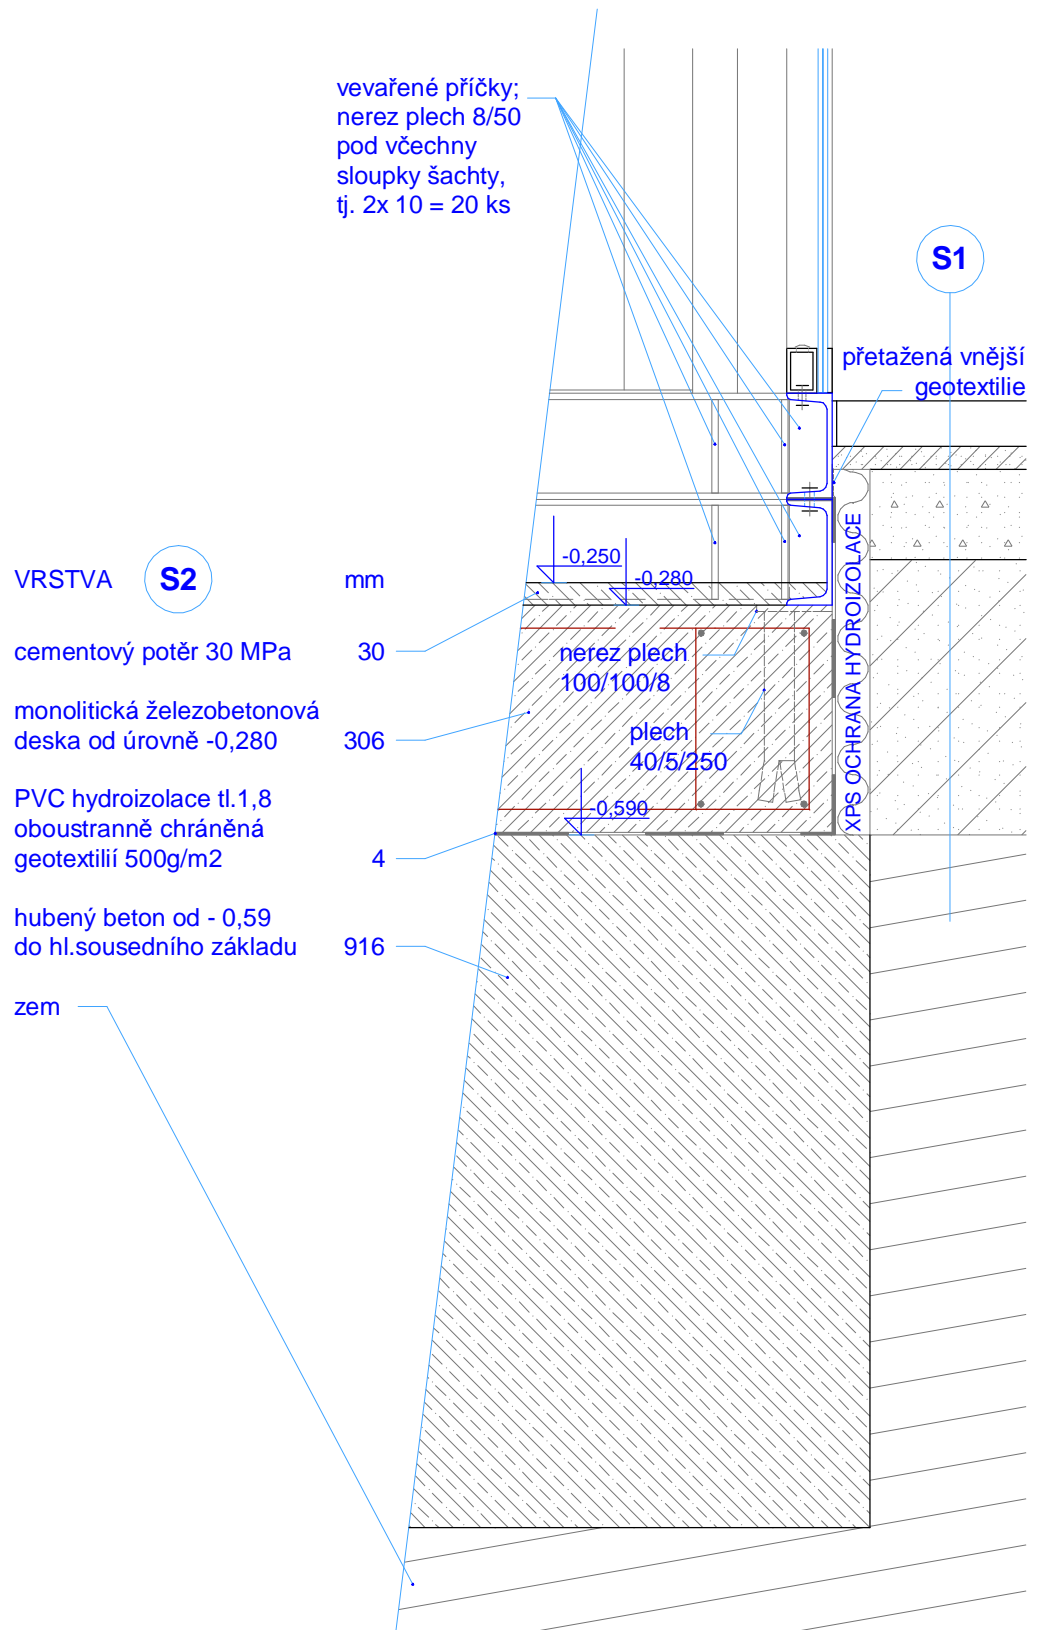 vevařené příčky;
nerez plech 8/50
pod včechny
sloupky šachty,
tj. 2x 10 = 20 ks
S1
přetažená vnější
geotextilie
XPS OCHRANA HYDROIZOLACE
-0,250
-0,280
nerez plech
100/100/8
plech
40/5/250
-0,590
VRSTVA S2 mm
cementový potěr 30 MPa 30
monolitická železobetonová
deska od úrovně -0,280 306
PVC hydroizolace tl.1,8
oboustranně chráněná
geotextilií 500g/m2 4
hubený beton od - 0,59
do hl.sousedního základu 916
zem